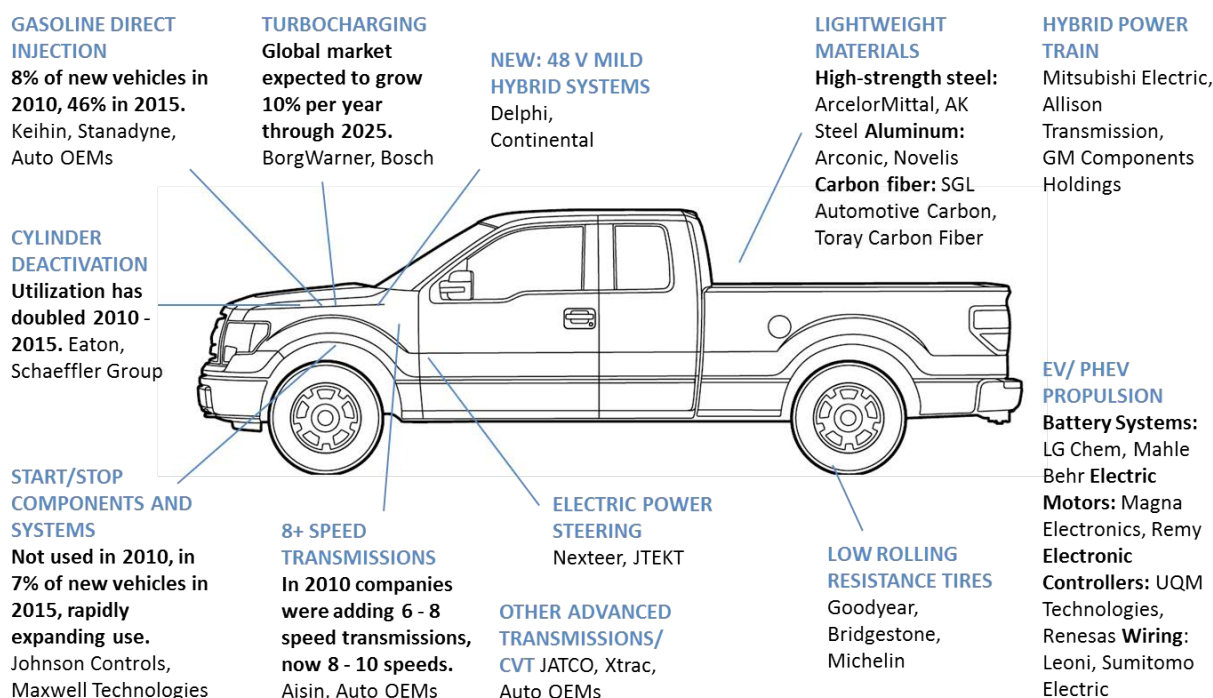 GASOLINE DIRECT
INJECTION
8% of new vehicles in
2010, 46% in 2015.
Keihin, Stanadyne,
Auto OEMs
TURBOCHARGING
Global market
expected to grow
10% per year
through 2025.
BorgWarner, Bosch
NEW: 48 V MILD
HYBRID SYSTEMS
Delphi,
Continental
LIGHTWEIGHT
MATERIALS
High-strength steel:
ArcelorMittal, AK
Steel Aluminum:
Arconic, Novelis
Carbon fiber: SGL
Automotive Carbon,
Toray Carbon Fiber
HYBRID POWER
TRAIN
Mitsubishi Electric,
Allison
Transmission,
GM Components
Holdings
CYLINDER
DEACTIVATION
Utilization has
doubled 2010 -
2015. Eaton,
Schaeffler Group
START/STOP
COMPONENTS AND
SYSTEMS
Not used in 2010, in
7% of new vehicles in
2015, rapidly
expanding use.
Johnson Controls,
Maxwell Technologies
8+ SPEED
TRANSMISSIONS
In 2010 companies
were adding 6 - 8
speed transmissions,
now 8 - 10 speeds.
Aisin, Auto OEMs
ELECTRIC POWER
STEERING
Nexteer, JTEKT
OTHER ADVANCED
TRANSMISSIONS/
CVT JATCO, Xtrac,
Auto OEMs
LOW ROLLING
RESISTANCE TIRES
Goodyear,
Bridgestone,
Michelin
EV/ PHEV
PROPULSION
Battery Systems:
LG Chem, Mahle
Behr Electric
Motors: Magna
Electronics, Remy
Electronic
Controllers: UQM
Technologies,
Renesas Wiring:
Leoni, Sumitomo
Electric